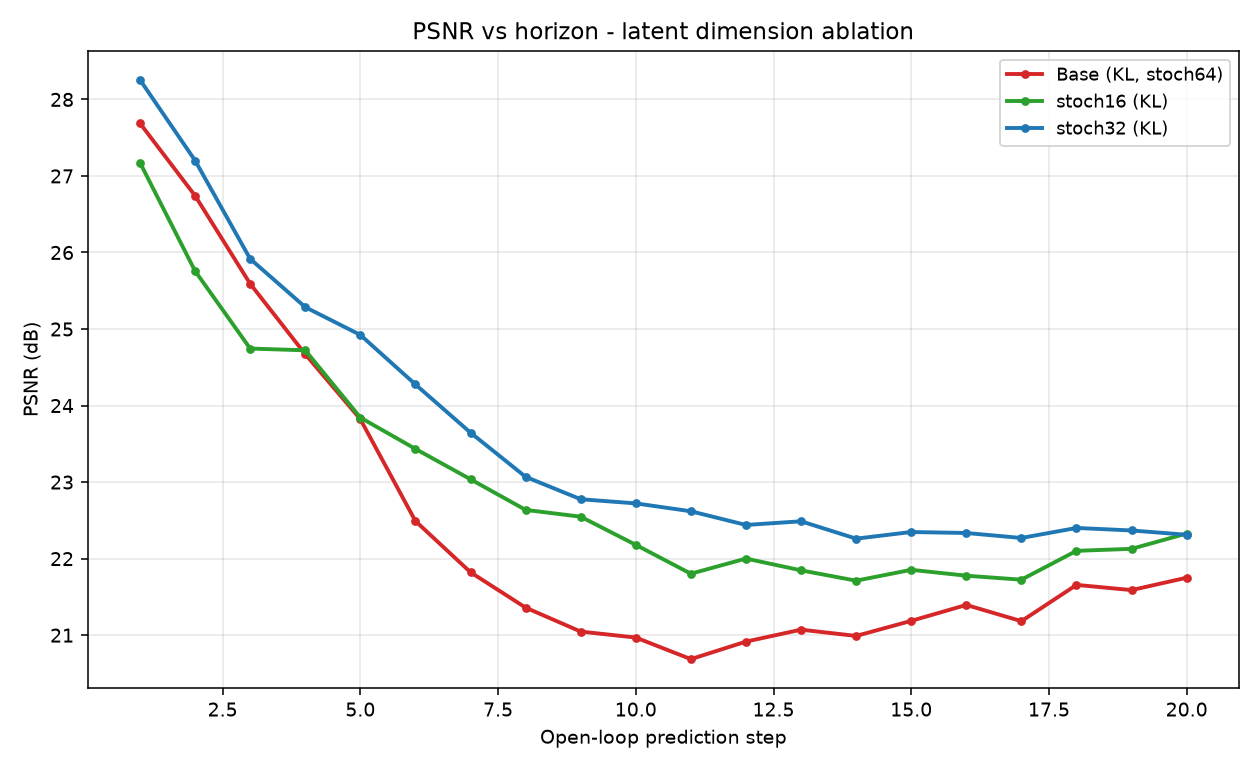 PSNR vs horizon - latent dimension ablation
Base (KL, stoch64)
stoch16 (KL)
stoch32 (KL)
PSNR (dB)
28
27
26
25
24
23
22
21
2.5 5.0 7.5 10.0 12.5 15.0 17.5 20.0
Open-loop prediction step